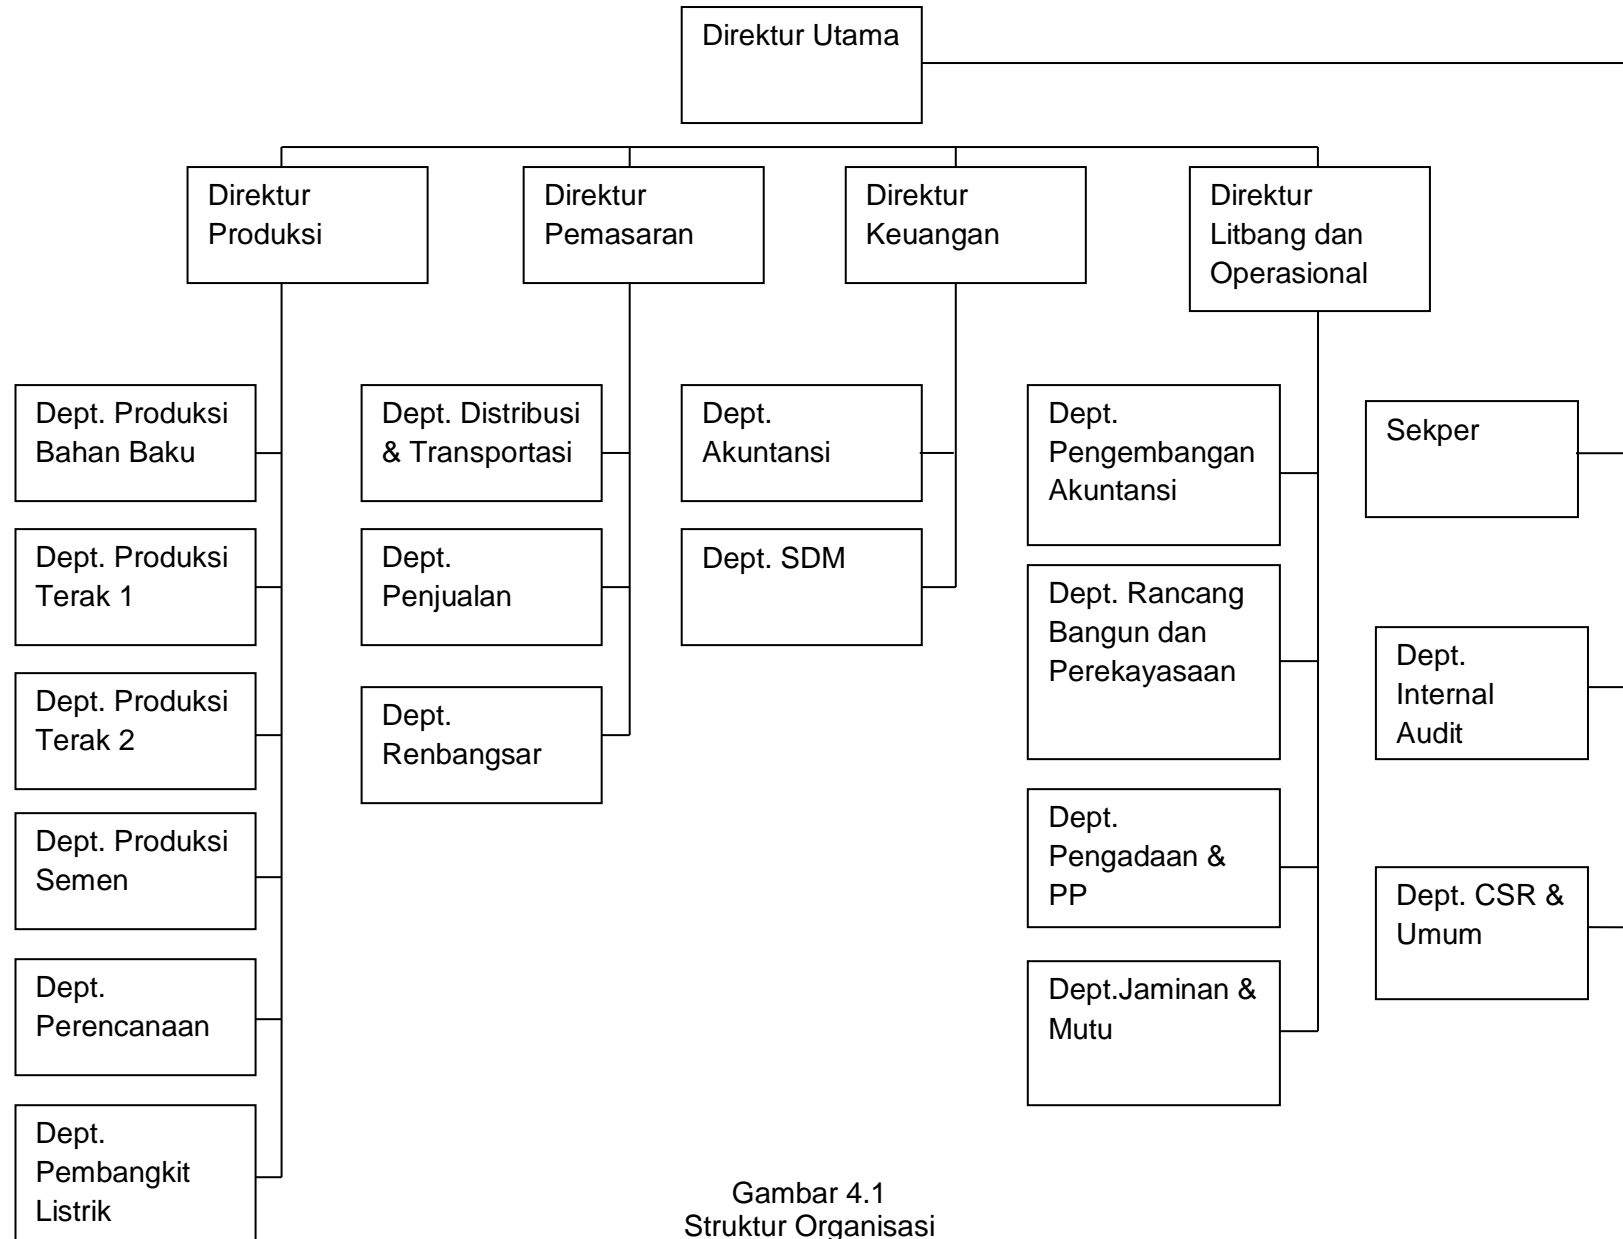 Direktur Utama
Direktur
Produksi
Direktur
Pemasaran
Direktur
Keuangan
Direktur
Litbang dan
Operasional
Dept. Produksi
Bahan Baku
Dept. Produksi
Terak 1
Dept. Produksi
Terak 2
Dept. Produksi
Semen
Dept.
Perencanaan
Dept.
Pembangkit
Listrik
Dept. Distribusi
& Transportasi
Dept.
Penjualan
Dept.
Renbangsar
Dept.
Akuntansi
Dept. SDM
Dept.
Pengembangan
Akuntansi
Dept. Rancang
Bangun dan
Perekayasaan
Dept.
Pengadaan &
PP
Dept.Jaminan &
Mutu
Sekper
Dept.
Internal
Audit
Dept. CSR &
Umum
Gambar 4.1
Struktur Organisasi